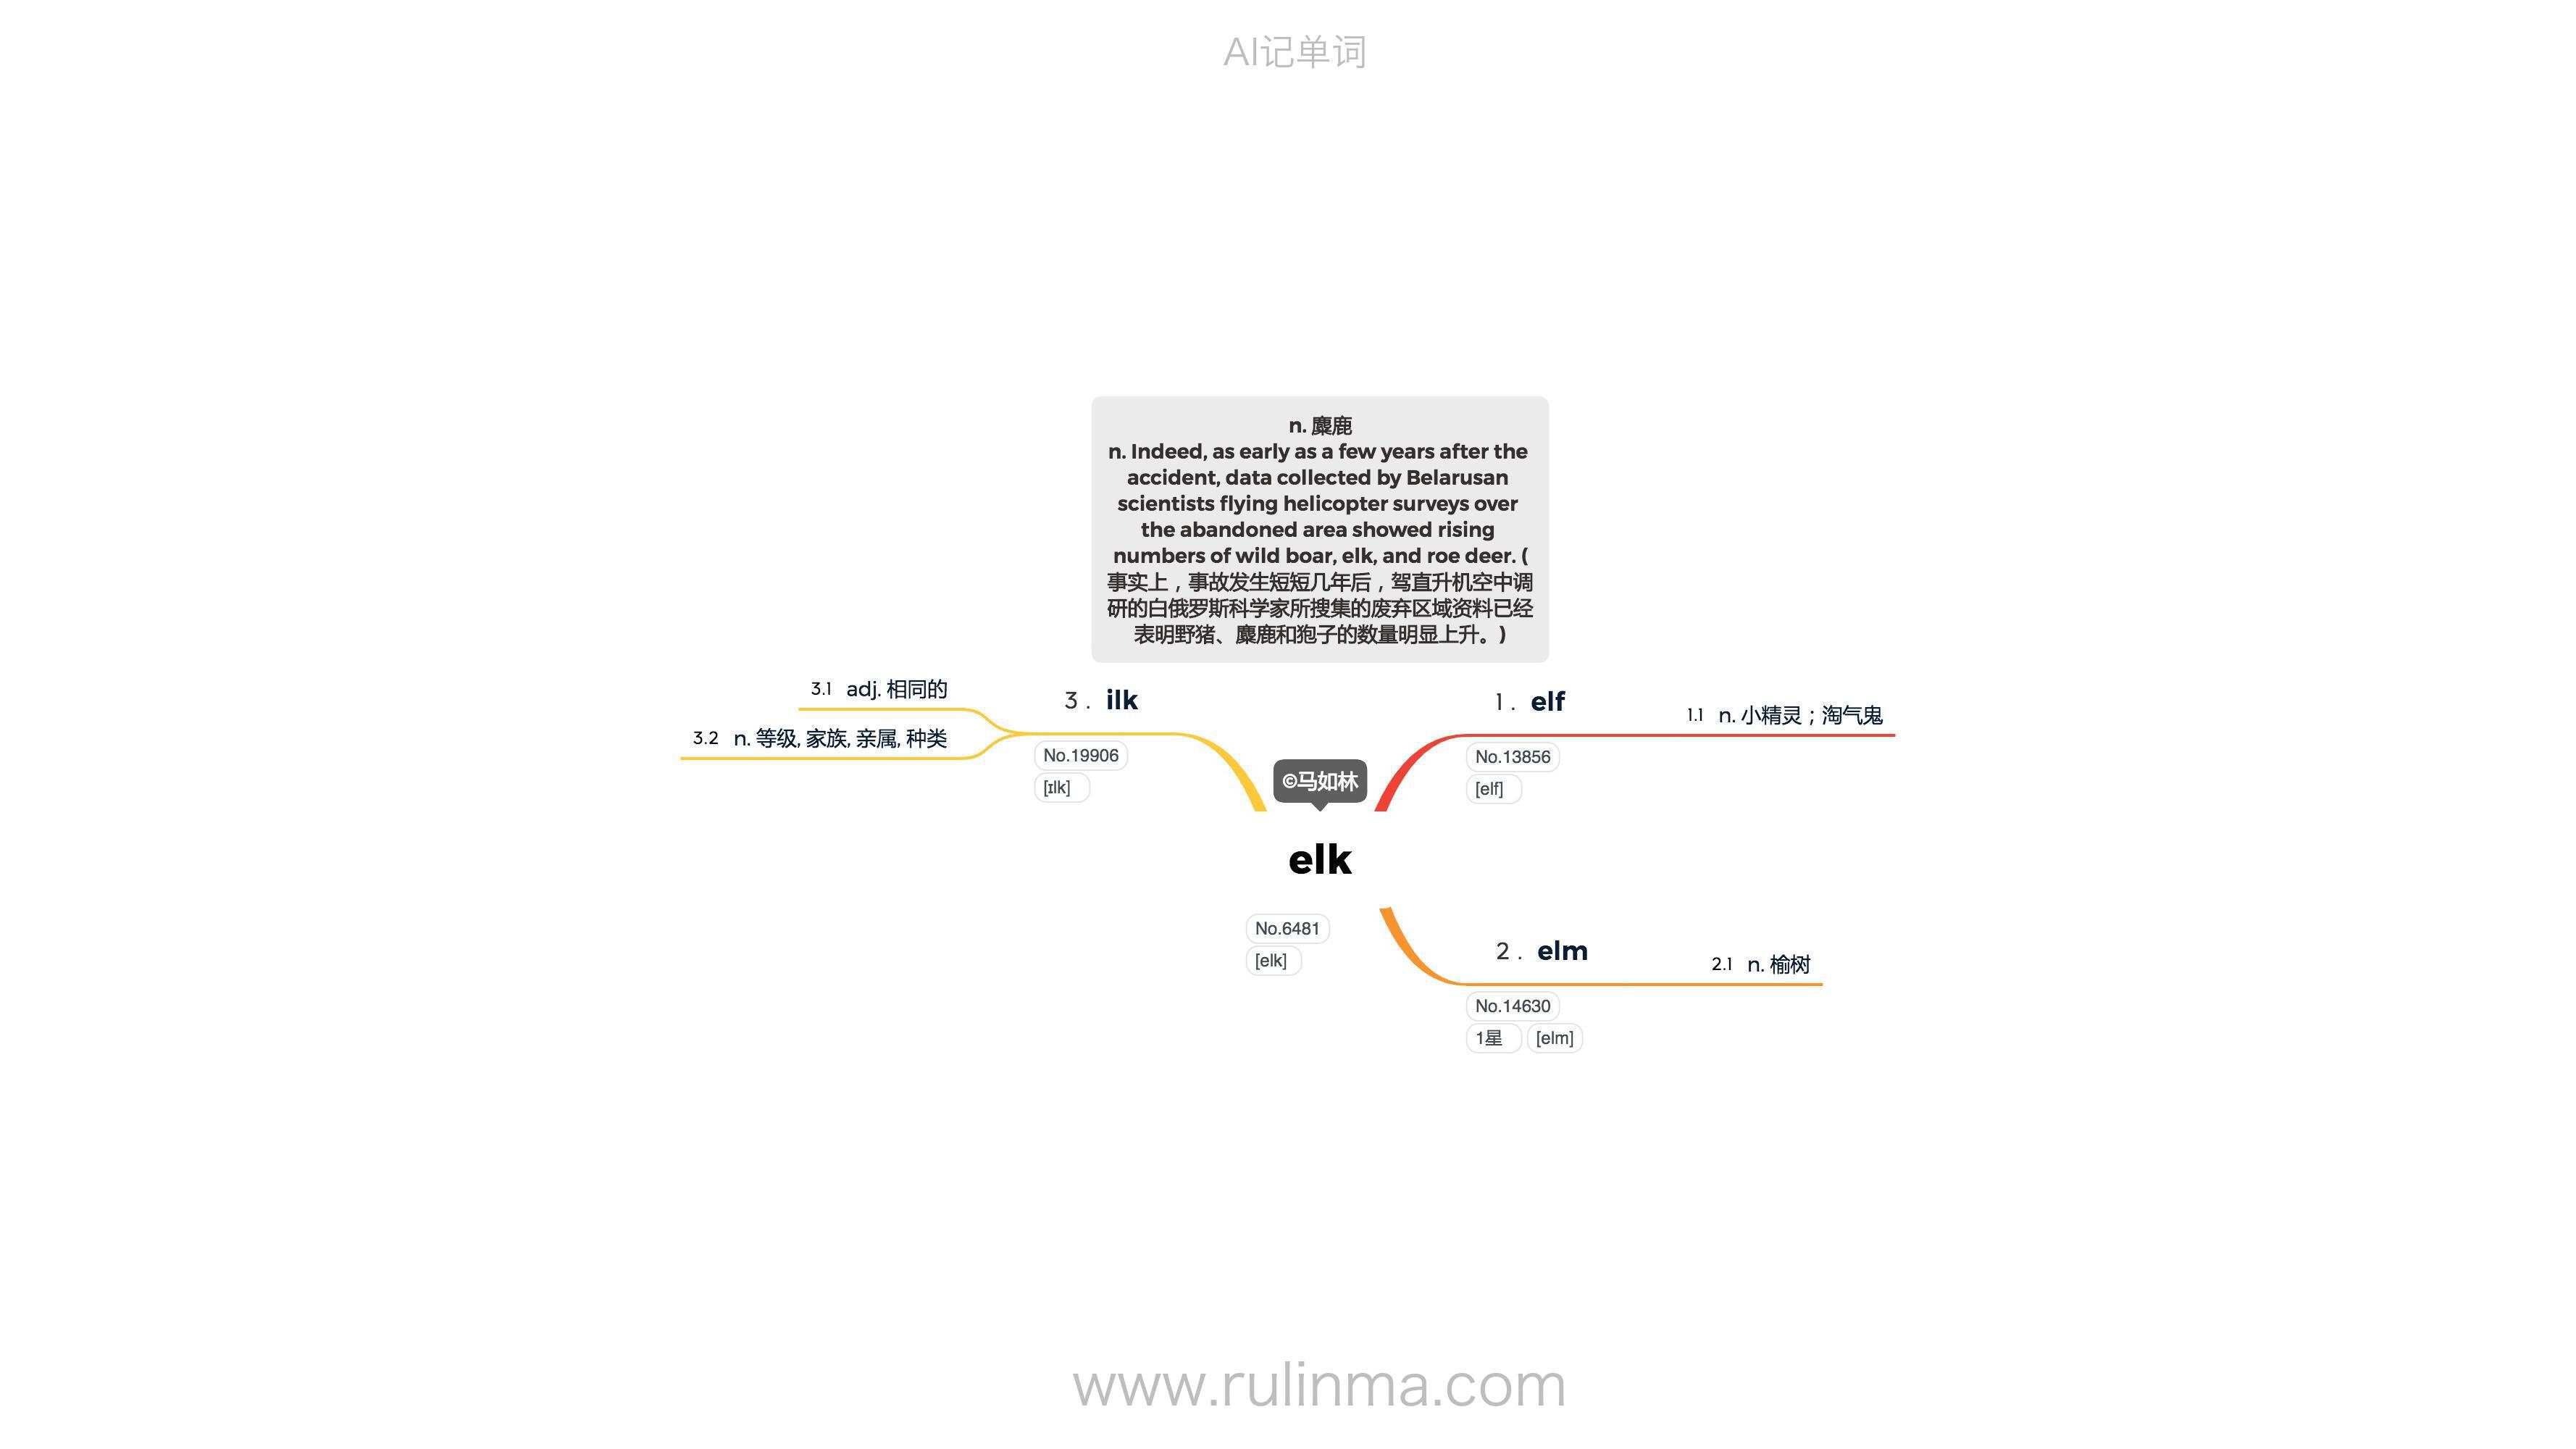 AI记单词
n. 麋鹿
n. Indeed, as early as a few years after the
accident, data collected by Belarusan
scientists flying helicopter surveys over
the abandoned area showed rising
numbers of wild boar, elk, and roe deer. (
事实上，事故发生短短几年后，驾直升机空中调
研的白俄罗斯科学家所搜集的废弃区域资料已经
表明野猪、麋鹿和狍子的数量明显上升。)
3.1 adj. 相同的
3.2 n. 等级, 家族, 亲属, 种类
3 . ilk
No.19906
[ɪlk]
©马如林
elk
No.6481
[elk]
1 . elf
No.13856
[elf]
1.1 n. 小精灵；淘气鬼
2 . elm
No.14630
1星 [elm]
2.1 n. 榆树
www.rulinma.com